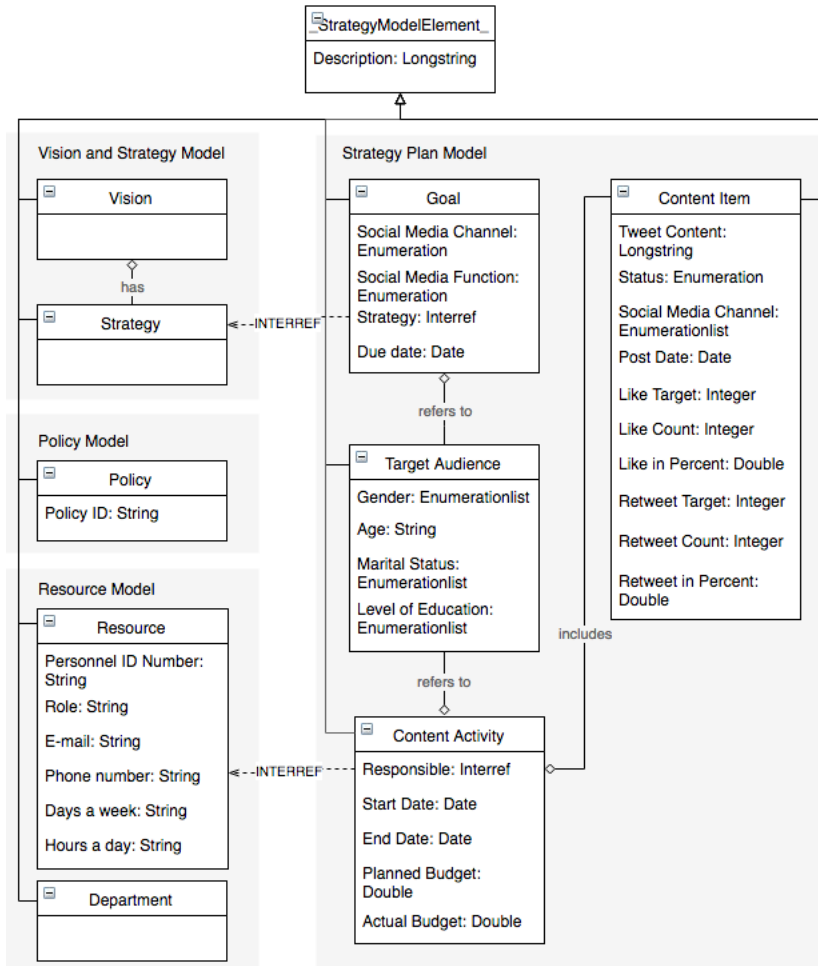 _StrategyModelElement_
Description: Longstring
Vision and Strategy Model
Vision
has
Strategy
INTERREF
Policy Model
Policy
Policy ID: String
Resource Model
Resource
Personnel ID Number:
String
Role: String
E-mail: String
Phone number: String
Days a week: String
Hours a day: String
INTERREF
Department
Strategy Plan Model
Goal
Social Media Channel:
Enumeration
Social Media Function:
Enumeration
Strategy: Interref
Due date: Date
refers to
Target Audience
Gender: Enumerationlist
Age: String
Marital Status:
Enumerationlist
Level of Education:
Enumerationlist
refers to
Content Activity
Responsible: Interref
Start Date: Date
End Date: Date
Planned Budget:
Double
Actual Budget: Double
includes
Content Item
Tweet Content:
Longstring
Status: Enumeration
Social Media Channel:
Enumerationlist
Post Date: Date
Like Target: Integer
Like Count: Integer
Like in Percent: Double
Retweet Target: Integer
Retweet Count: Integer
Retweet in Percent:
Double